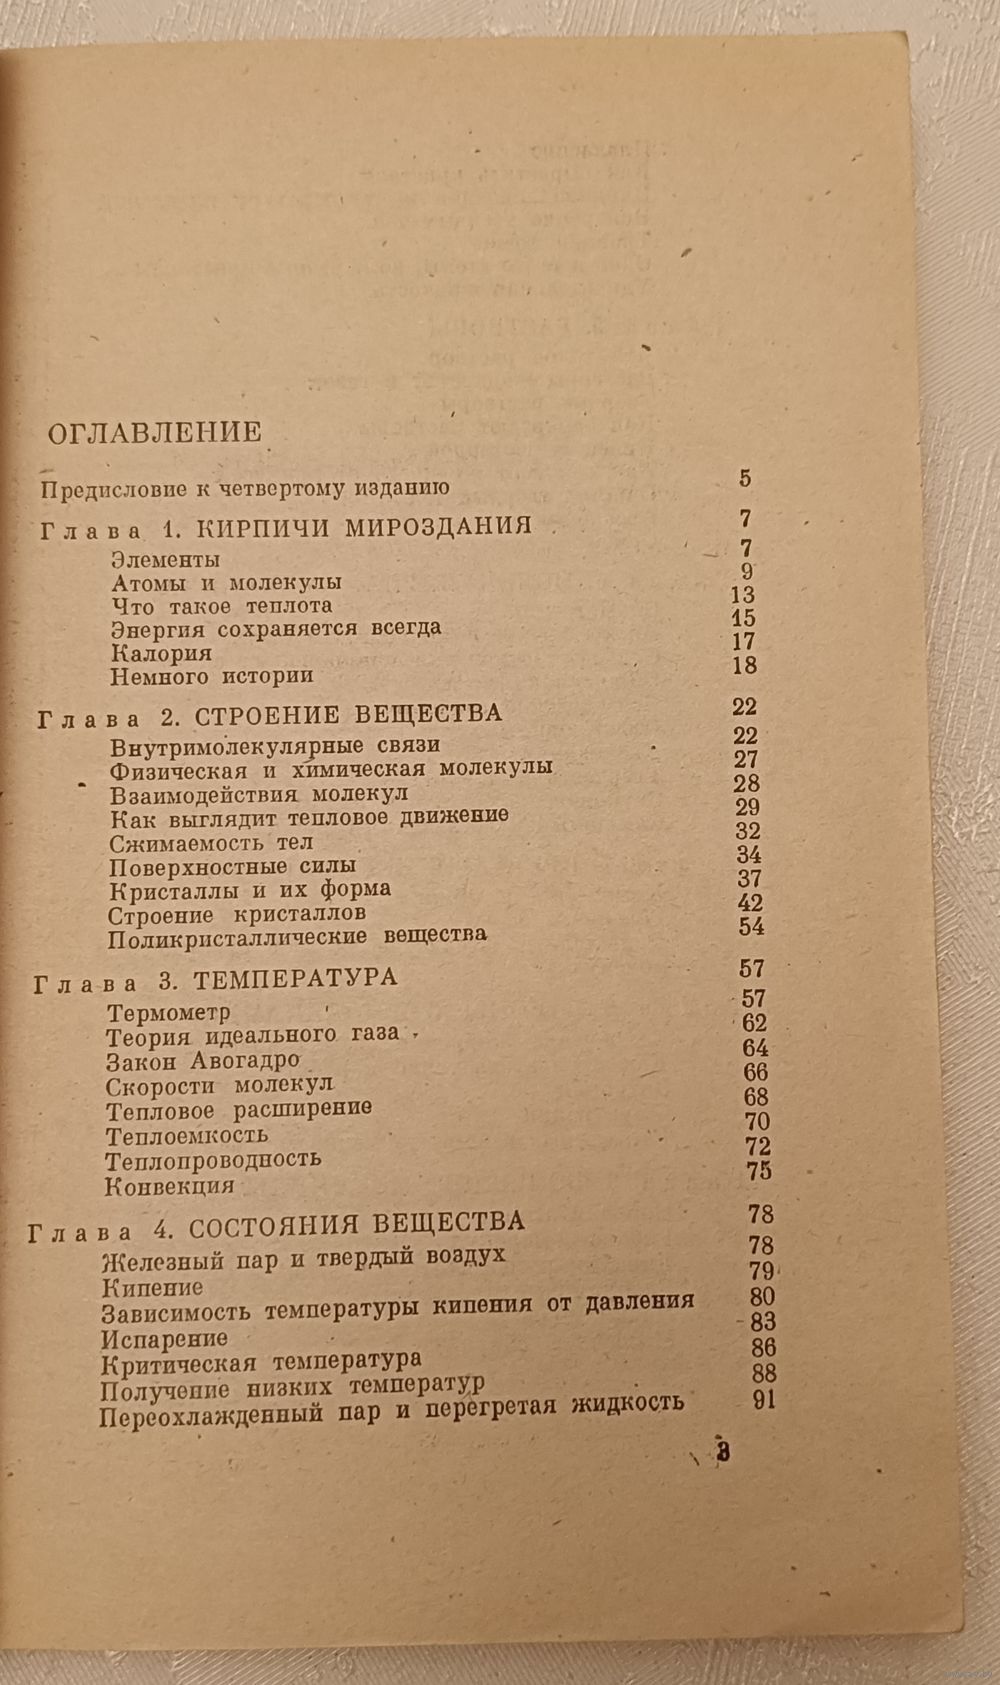 ОГЛАВЛЕНИЕ
Предисловие к четвертому изданию 5
Глава 1. КИРПИЧИ МИРОЗДАНИЯ 7
Элементы 7
Атомы и молекулы 9
Что такое теплота 13
Энергия сохраняется всегда 15
Калория 17
Немного истории 18
Глава 2. СТРОЕНИЕ ВЕЩЕСТВА 22
Внутримолекулярные связи 22
Физическая и химическая молекулы 27
Взаимодействия молекул 28
Как выглядит тепловое движение 29
Сжимаемость тел 32
Поверхностные силы 34
Кристаллы и их форма 37
Строение кристаллов 42
Поликристаллические вещества 54
Глава 3. ТЕМПЕРАТУРА 57
Термометр 57
Теория идеального газа 62
Закон Авогадро 64
Скорости молекул 66
Тепловое расширение 68
Теплоемкость 70
Теплопроводность 72
Конвекция 75
Глава 4. СОСТОЯНИЯ ВЕЩЕСТВА 78
Железный пар и твердый воздух 78
Кипение 79
Зависимость температуры кипения от давления 80
Испарение 83
Критическая температура 86
Получение низких температур 88
Переохлажденный пар и перегретая жидкость 91
3